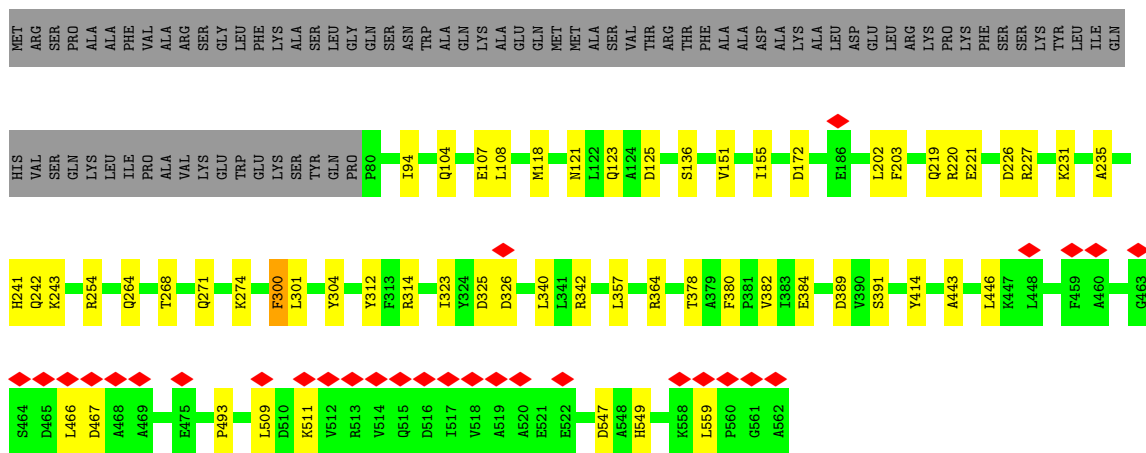 MET ARG SER PRO ALA ALA PHE VAL ALA ARG SER GLY LEU PHE LYS ALA SER LEU GLY GLN SER ASN TRP ALA GLN LYS ALA GLU GLN MET MET ALA SER VAL THR ARG THR PHE ALA ALA ASP ALA LYS ALA LEU ASP GLU LEU ARG LYS PRO LYS PHE SER SER LYS TYR LEU ILE GLN
HIS VAL SER GLN LYS LEU ILE PRO ALA VAL LYS GLU TRP GLU LYS SER TYR GLN PRO P80 I94 Q104 E107 L108 M118 N121 L122 Q123 A124 D125 S136 V151 I155 D172 E186 L202 F203 Q219 R220 E221 D226 R227 K231 A235
H241 Q242 K243 R254 Q264 T268 Q271 K274 F300 L301 Y304 Y312 F313 R314 I323 Y324 D325 D326 L340 L341 R342 L357 R364 T378 A379 F380 P381 V382 I383 E384 D389 V390 S391 Y414 A443 L446 K447 L448 F459 A460 G463
S464 D465 L466 D467 A468 A469 E475 P493 L509 D510 K511 V512 R513 V514 Q515 D516 I517 V518 A519 A520 E521 E522 D547 A548 H549 K558 L559 P560 G561 A562